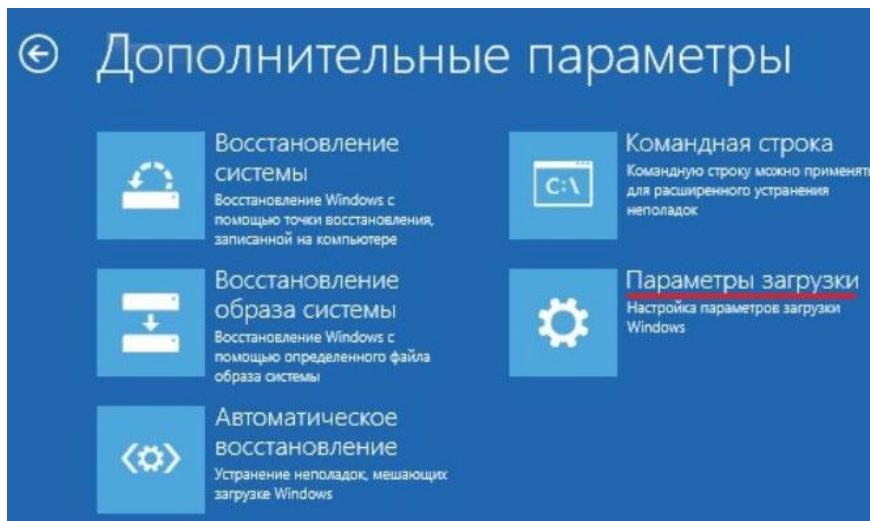 Дополнительные параметры
Восстановление
системы
Восстановление Windows с
помощью точки восстановления,
записанной на компьютере
Восстановление
образа системы
Восстановление Windows с
помощью определенного файла
образа системы
Автоматическое
восстановление
Устранение неполадок, мешающих
загрузке Windows
Командная строка
Командную строку можно применят
для расширенного устранения
неполадок
C:\
Параметры загрузки
Настройка параметров загрузки
Windows